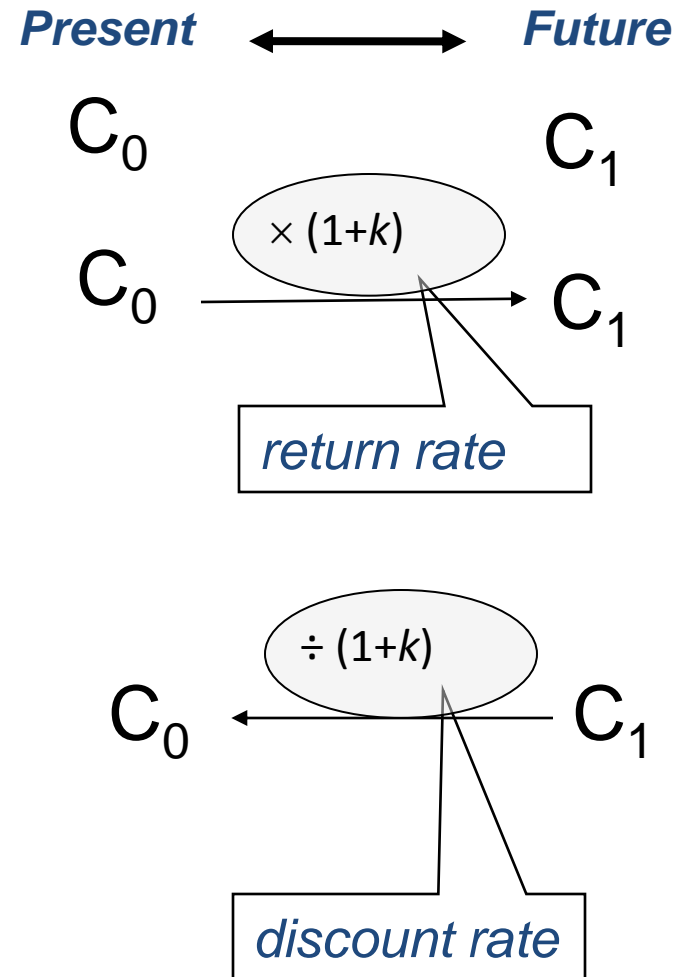 Present Future
C₀ C₁
× (1+k)
C₀ C₁
return rate
÷ (1+k)
C₀ C₁
discount rate